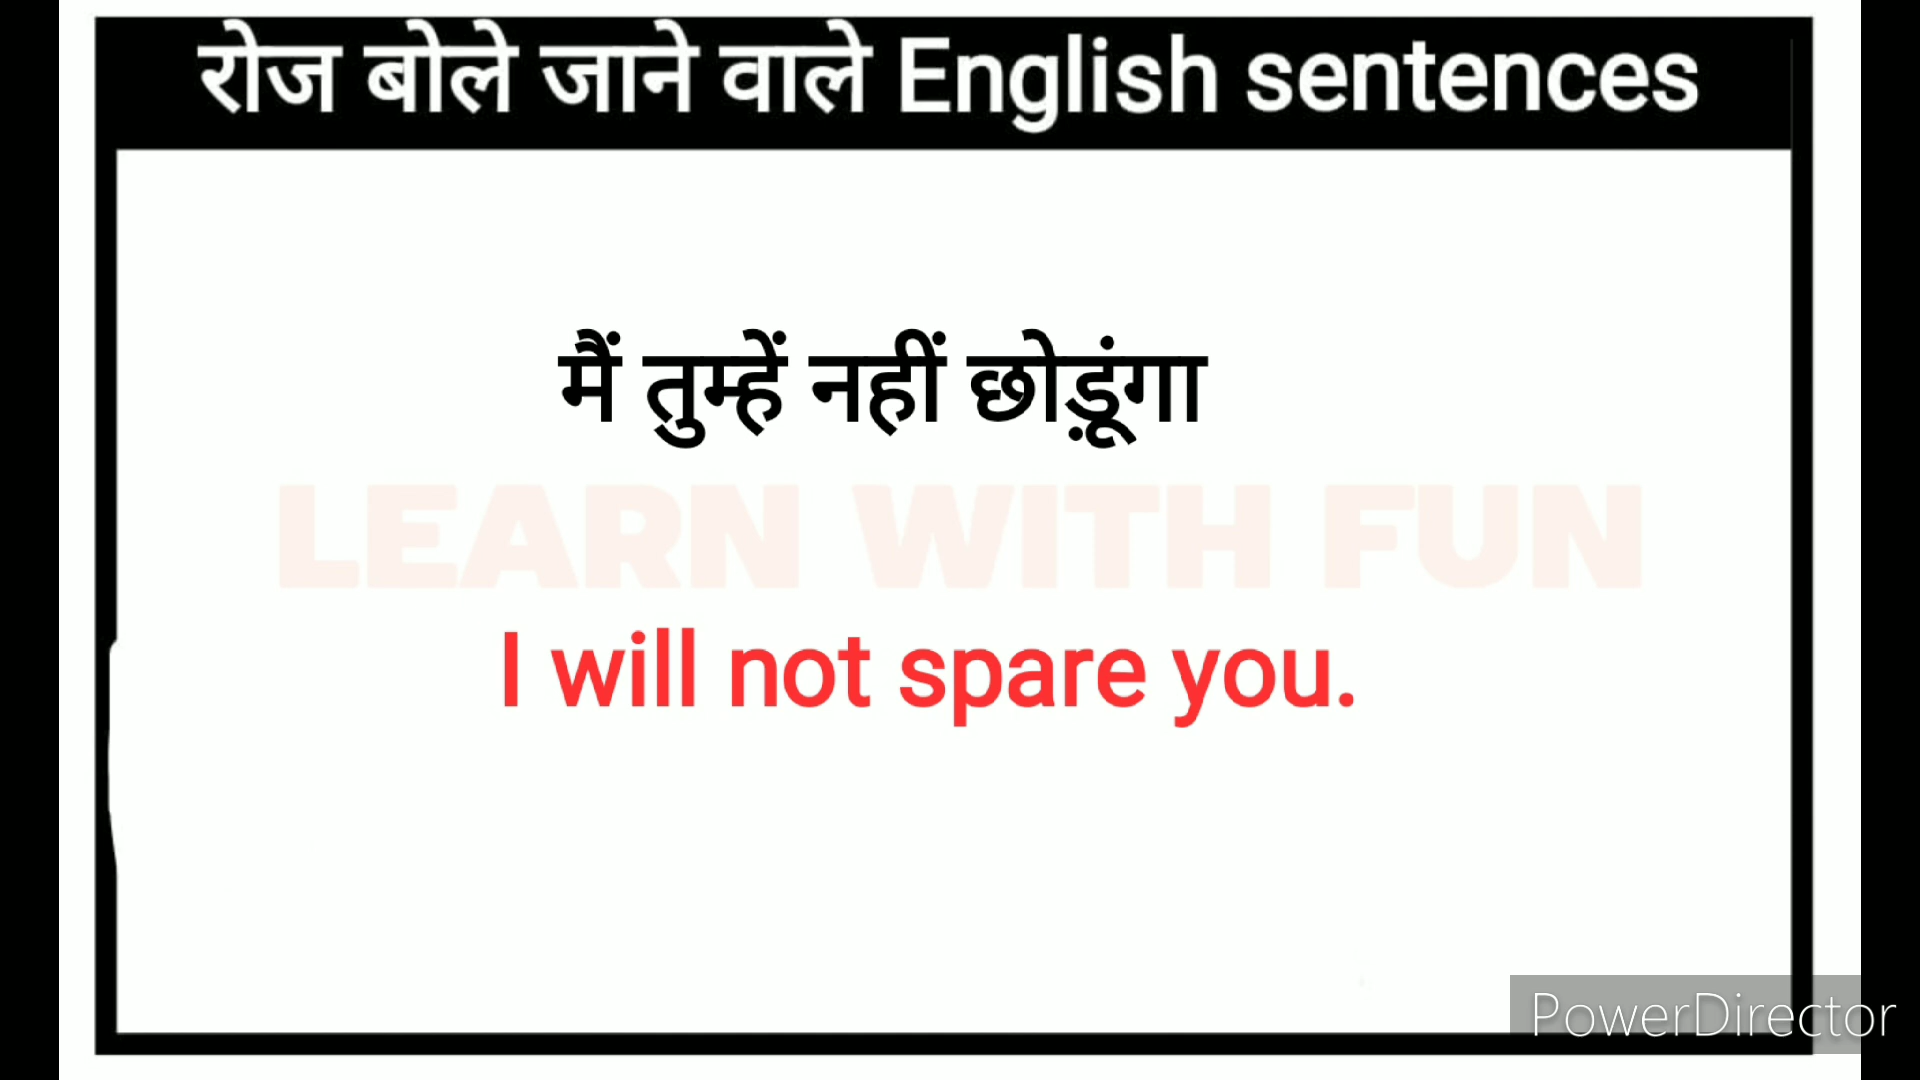 रोज बोले जाने वाले English sentences
मैं तुम्हें नहीं छोड़ूंगा
LEARN WITH FUN
I will not spare you.
PowerDirector